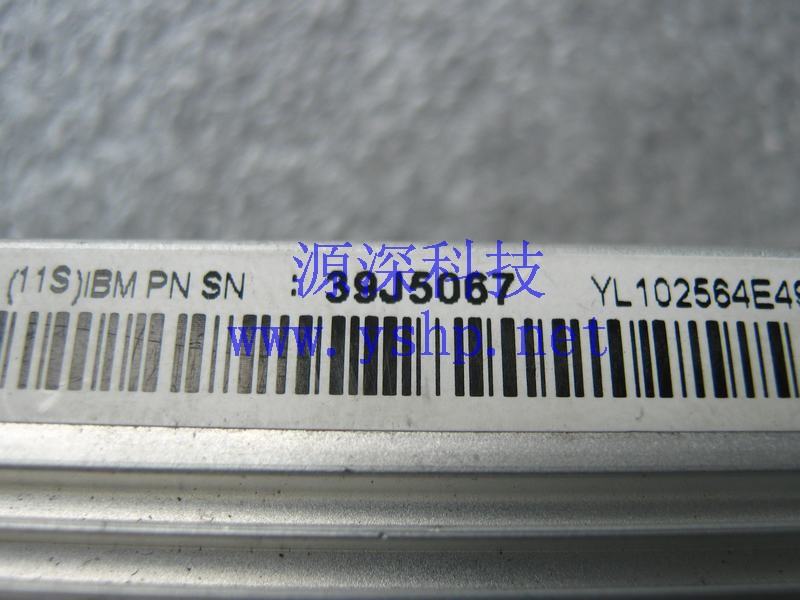 源深科技
(11S)IBM PN SN : 39J5067 YL102564E49
www.yshp.net